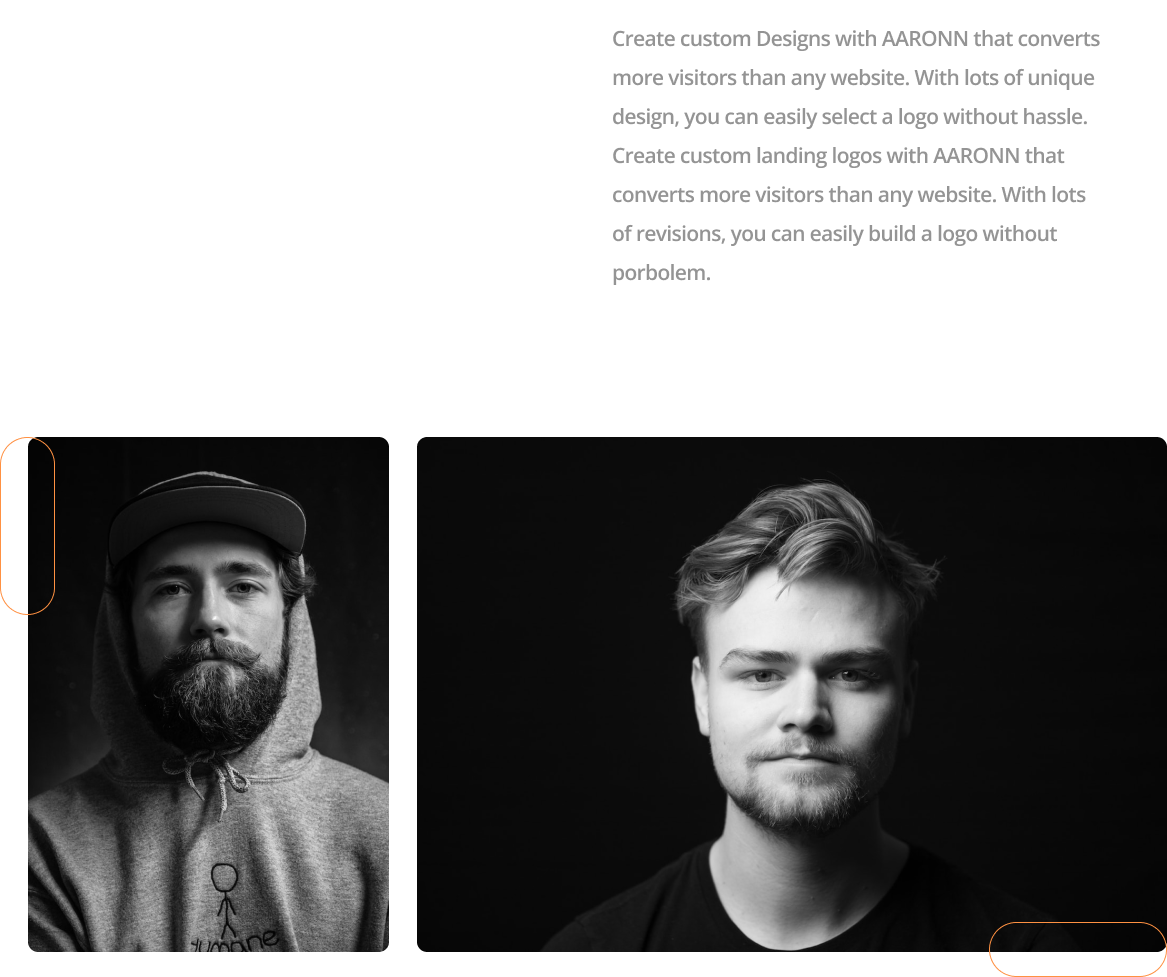 Create custom Designs with AARONN that converts
more visitors than any website. With lots of unique
design, you can easily select a logo without hassle.
Create custom landing logos with AARONN that
converts more visitors than any website. With lots
of revisions, you can easily build a logo without
porbolem.